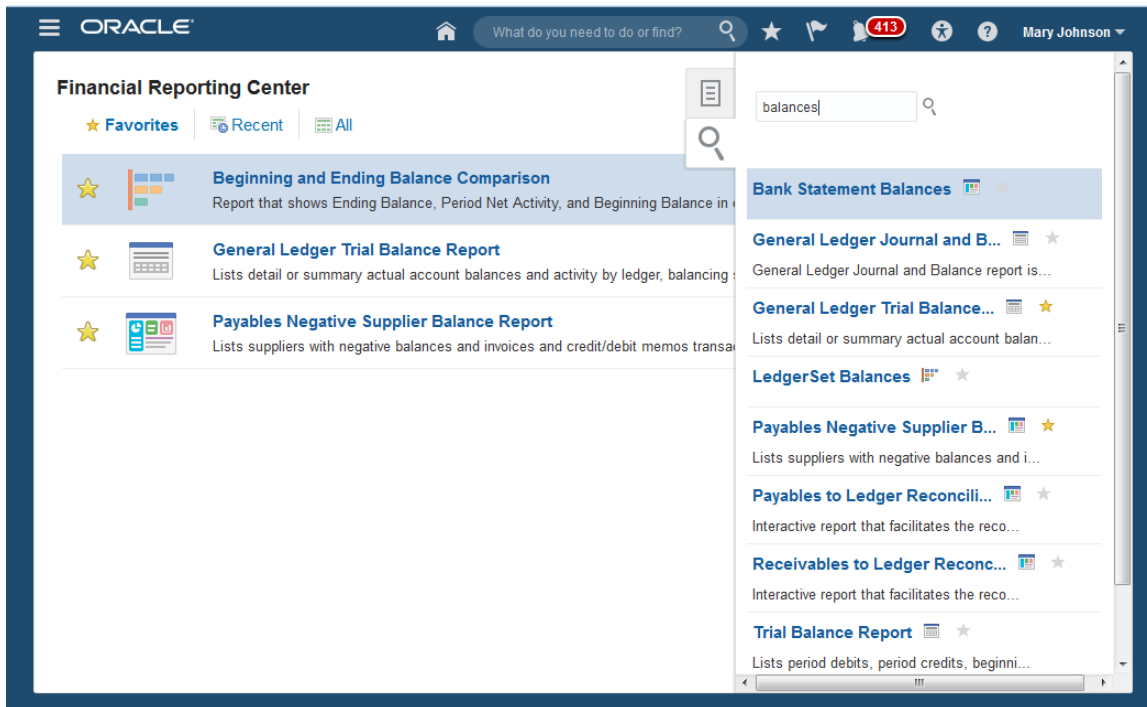 ORACLE
What do you need to do or find?
413
Mary Johnson
Financial Reporting Center
Favorites
Recent
All
Beginning and Ending Balance Comparison
Report that shows Ending Balance, Period Net Activity, and Beginning Balance in
General Ledger Trial Balance Report
Lists detail or summary actual account balances and activity by ledger, balancing
Payables Negative Supplier Balance Report
Lists suppliers with negative balances and invoices and credit/debit memos transa
balances
Bank Statement Balances
General Ledger Journal and B...
General Ledger Journal and Balance report is...
General Ledger Trial Balance...
Lists detail or summary actual account balan...
LedgerSet Balances
Payables Negative Supplier B...
Lists suppliers with negative balances and i...
Payables to Ledger Reconcili...
Interactive report that facilitates the reco...
Receivables to Ledger Reconc...
Interactive report that facilitates the reco...
Trial Balance Report
Lists period debits, period credits, beginni...